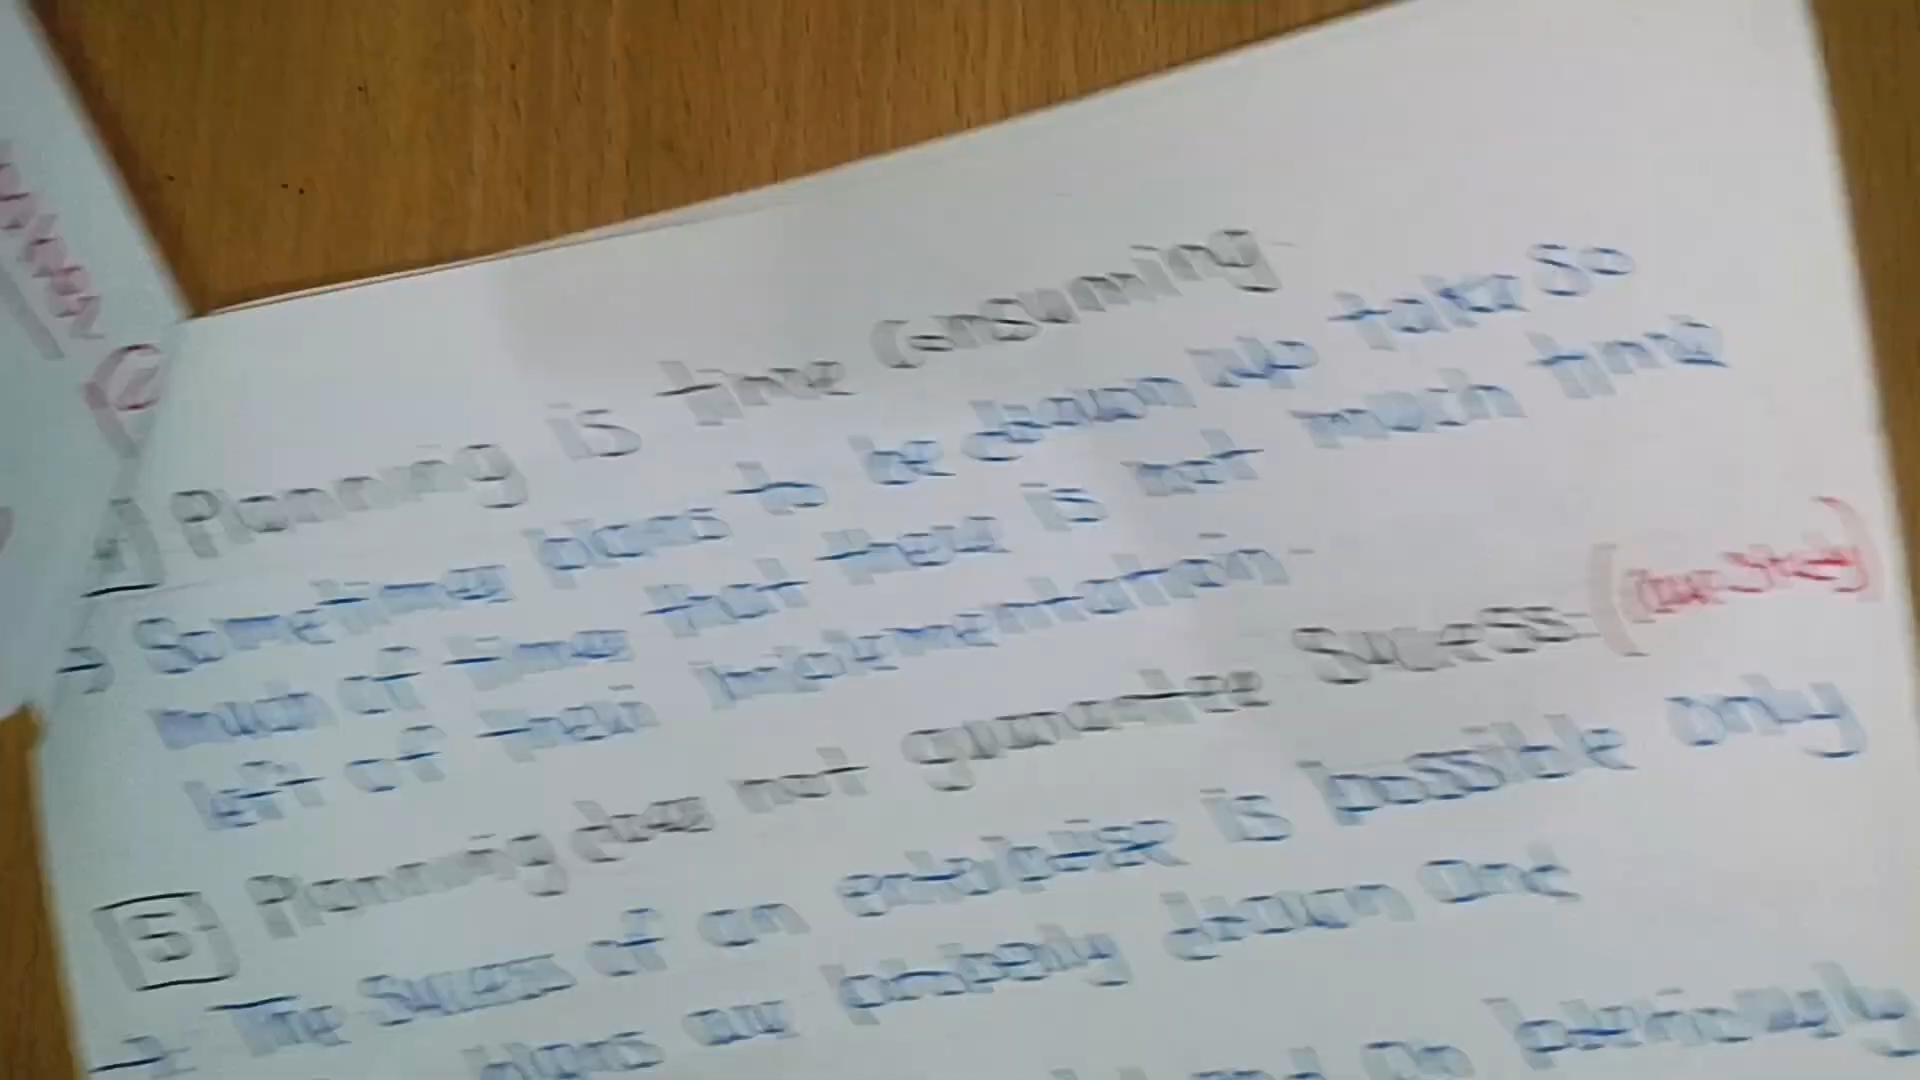 Planning is time Consuming
→ Sometimes plans to be drawn up take so
much of time that there is not much time
left of their implementation.
5 Planning does not guarantee Success (Case Study)
→ The Success of an enterprise is possible only
plans are properly drawn and
on previously